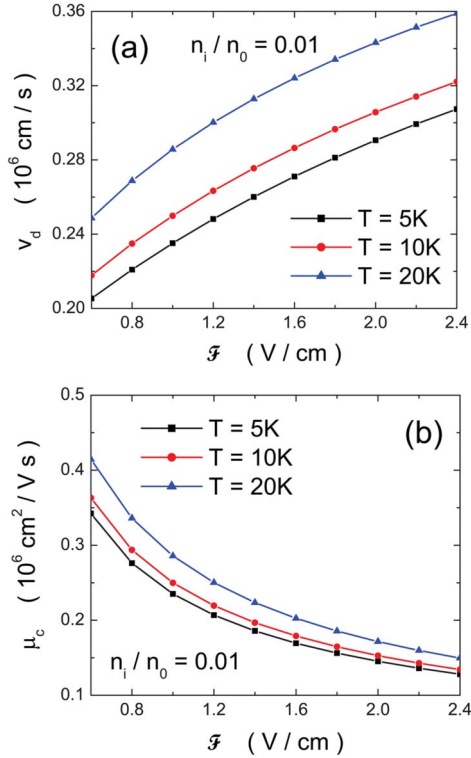 (a)
n_i / n_0 = 0.01
0.36
0.32
0.28
0.24
0.20
v_d ( 10^6 cm / s )
T = 5K
T = 10K
T = 20K
0.8 1.2 1.6 2.0 2.4
ℱ ( V / cm )
(b)
0.5
0.4
0.3
0.2
0.1
μ_c ( 10^6 cm^2 / V s )
T = 5K
T = 10K
T = 20K
n_i / n_0 = 0.01
0.8 1.2 1.6 2.0 2.4
ℱ ( V / cm )